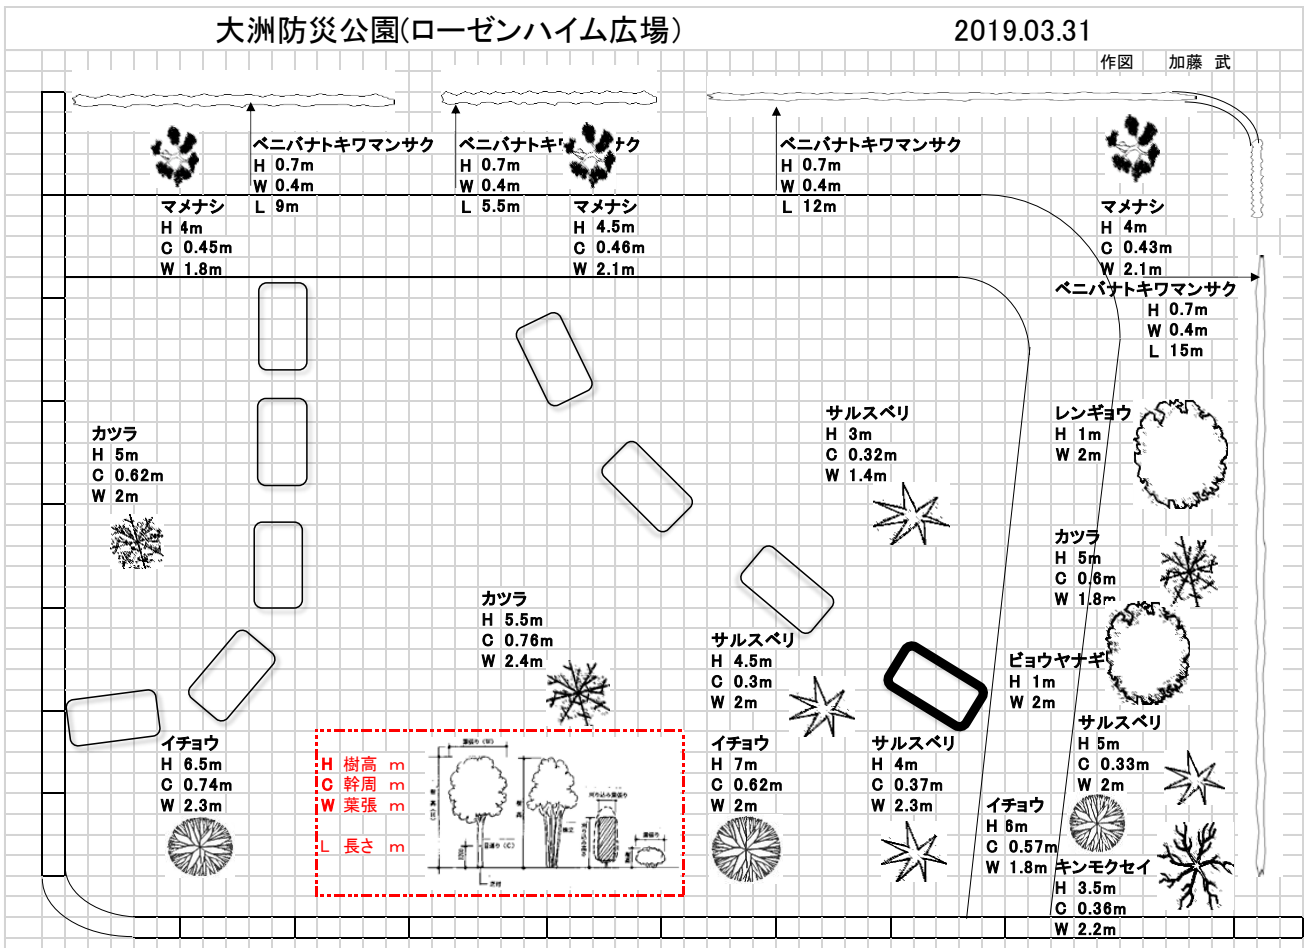 大洲防災公園(ローゼンハイム広場)
2019.03.31
作図 加藤 武
ベニバナトキワマンサク
H 0.7m
W 0.4m
L 9m
ベニバナトキワマンサク
H 0.7m
W 0.4m
L 5.5m
ベニバナトキワマンサク
H 0.7m
W 0.4m
L 12m
マメナシ
H 4m
C 0.45m
W 1.8m
マメナシ
H 4.5m
C 0.46m
W 2.1m
マメナシ
H 4m
C 0.43m
W 2.1m
ベニバナトキワマンサク
H 0.7m
W 0.4m
L 15m
カツラ
H 5m
C 0.62m
W 2m
サルスベリ
H 3m
C 0.32m
W 1.4m
レンギョウ
H 1m
W 2m
カツラ
H 5m
C 0.6m
W 1.8m
カツラ
H 5.5m
C 0.76m
W 2.4m
サルスベリ
H 4.5m
C 0.3m
W 2m
ビョウヤナギ
H 1m
W 2m
サルスベリ
H 5m
C 0.33m
W 2m
イチョウ
H 6.5m
C 0.74m
W 2.3m
H 樹高 m
C 幹周 m
W 葉張 m
L 長さ m
イチョウ
H 7m
C 0.62m
W 2m
サルスベリ
H 4m
C 0.37m
W 2.3m
イチョウ
H 6m
C 0.57m
W 1.8m
キンモクセイ
H 3.5m
C 0.36m
W 2.2m